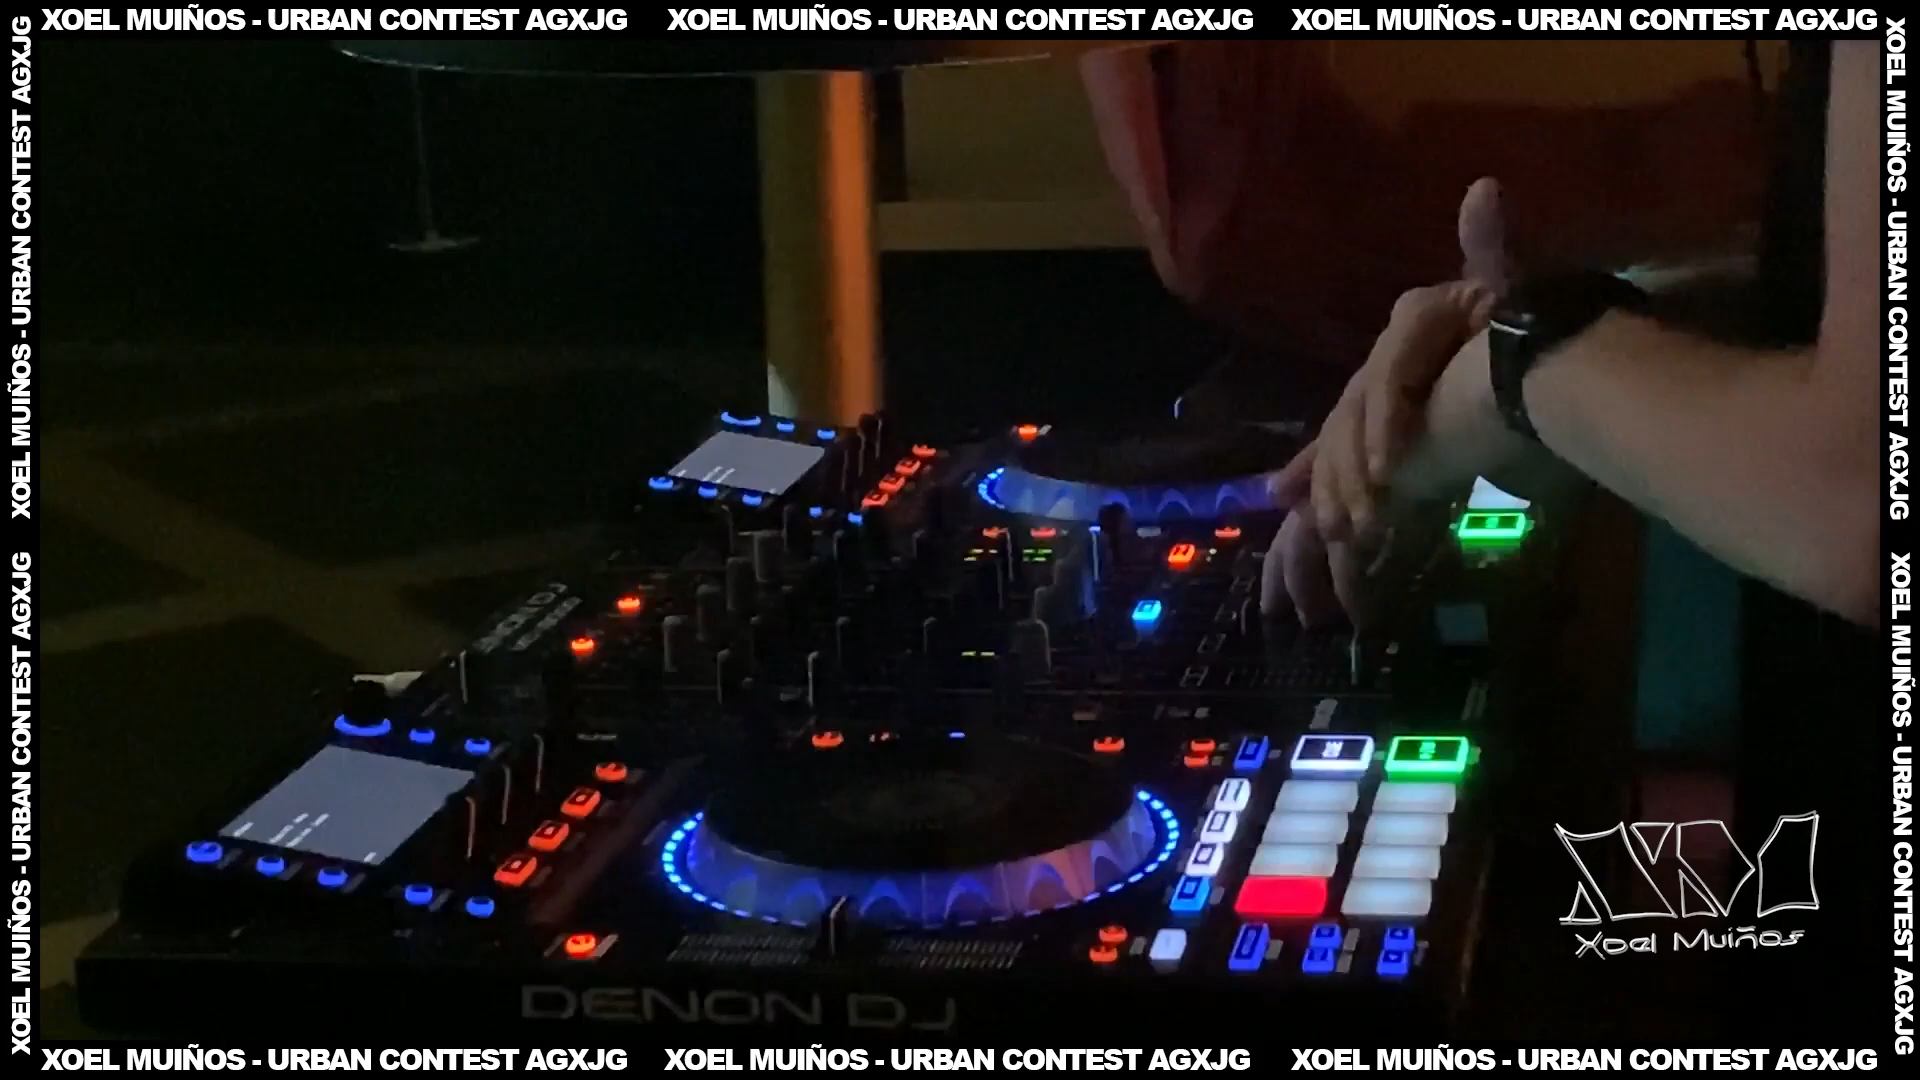 XOEL MUIÑOS - URBAN CONTEST AGXJG XOEL MUIÑOS - URBAN CONTEST AGXJG XOEL MUIÑOS - URBAN CONTEST AGXJG
XOEL MUIÑOS - URBAN CONTEST AGXJG XOEL MUIÑOS - URBAN CONTEST AGXJG
XOEL MUIÑOS - URBAN CONTEST AGXJG XOEL MUIÑOS - URBAN CONTEST AGXJG
XM
Xoel Muiños
DENON DJ
XOEL MUIÑOS - URBAN CONTEST AGXJG XOEL MUIÑOS - URBAN CONTEST AGXJG XOEL MUIÑOS - URBAN CONTEST AGXJG